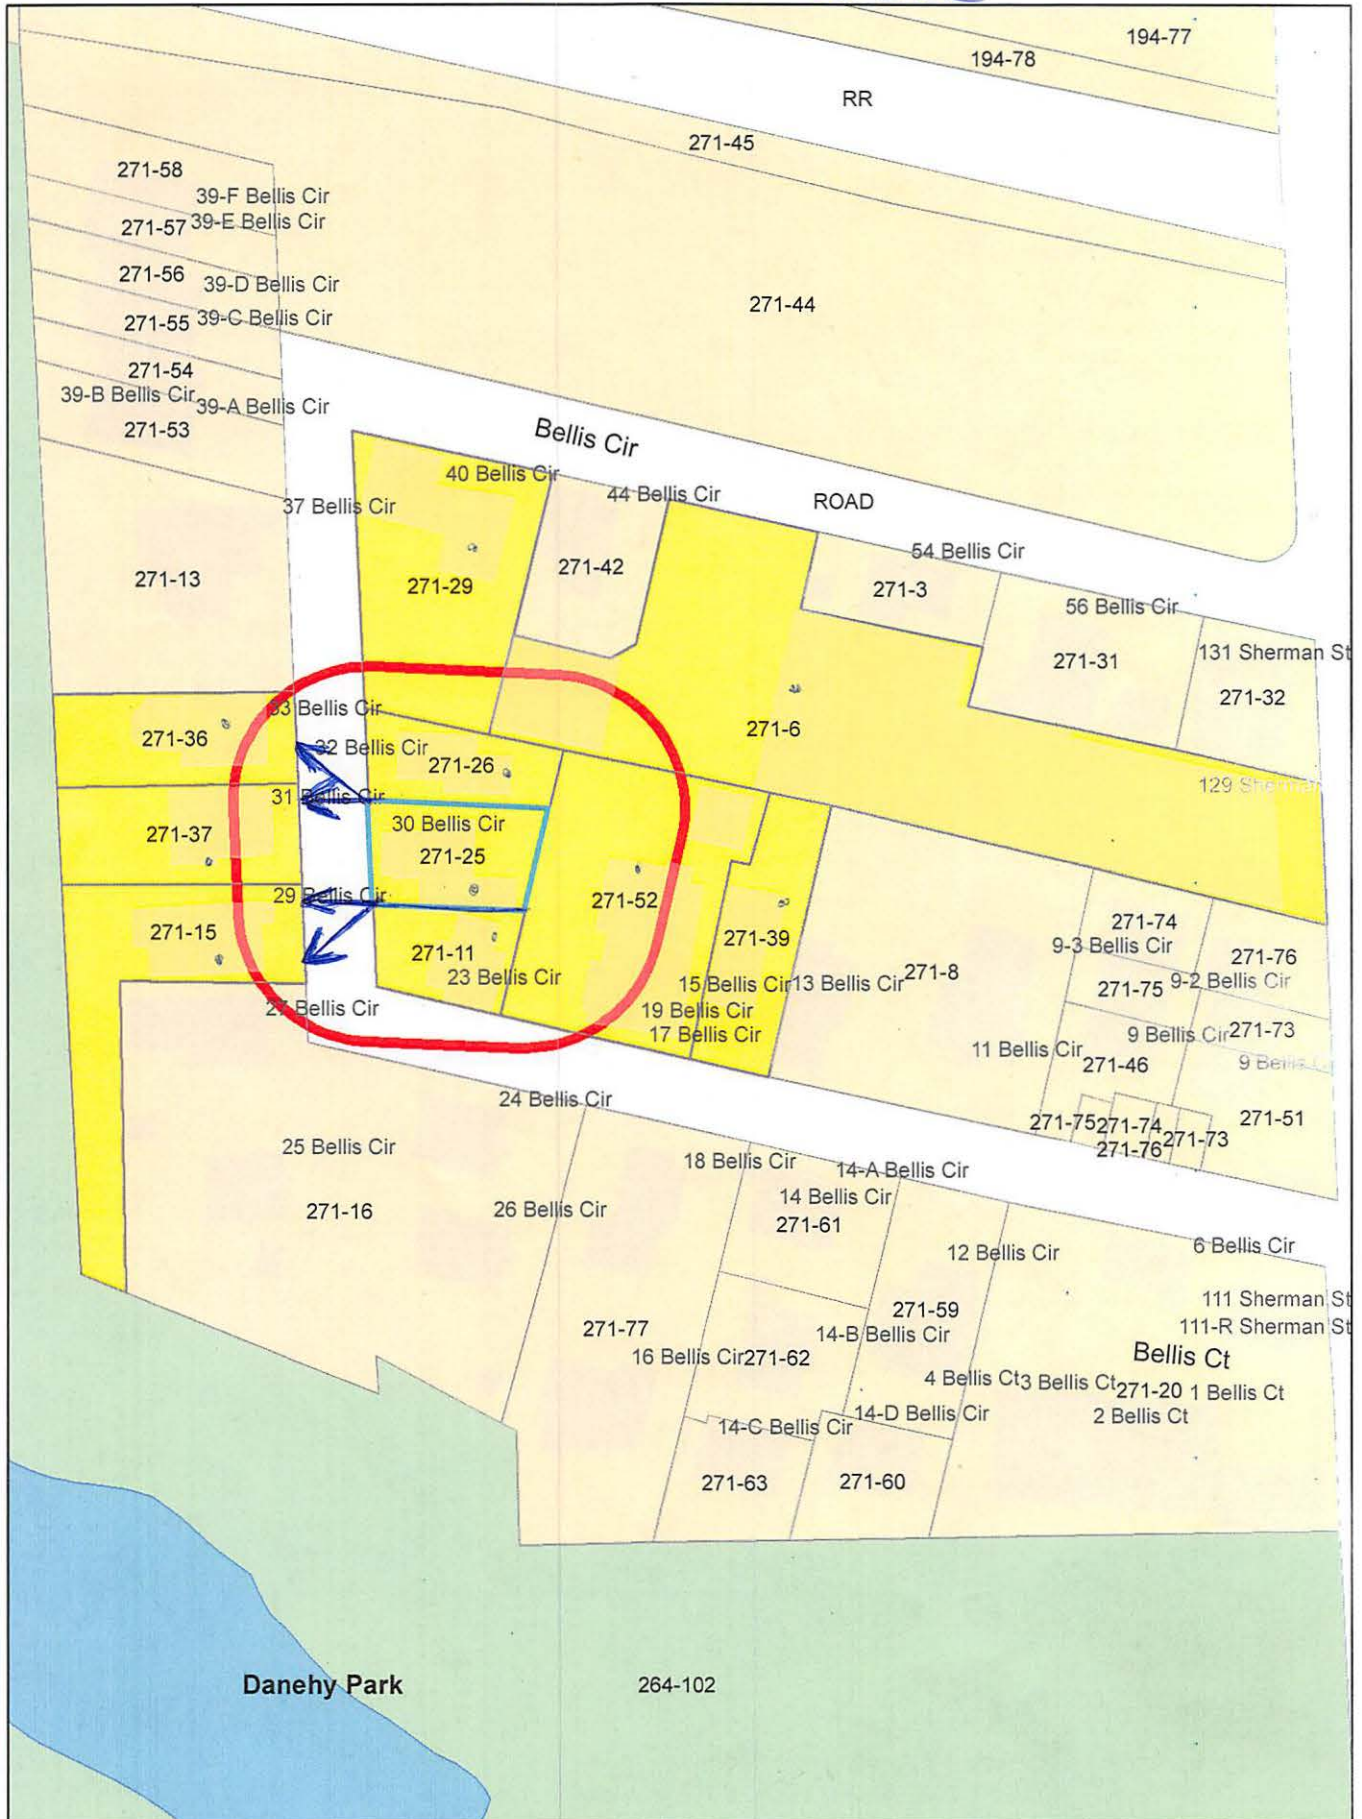 194-77
194-78
RR
271-45
271-58
39-F Bellis Cir
271-57
39-E Bellis Cir
271-56
39-D Bellis Cir
271-44
271-55
39-C Bellis Cir
271-54
39-B Bellis Cir
39-A Bellis Cir
271-53
Bellis Cir
40 Bellis Cir
44 Bellis Cir
ROAD
37 Bellis Cir
54 Bellis Cir
271-42
271-13
271-29
271-3
56 Bellis Cir
131 Sherman St
271-31
271-32
33 Bellis Cir
271-36
32 Bellis Cir
271-6
271-26
129 Sherman
31 Bellis Cir
30 Bellis Cir
271-37
271-25
29 Bellis Cir
271-52
271-15
271-39
271-74
9-3 Bellis Cir
271-11
271-76
23 Bellis Cir
271-8
15 Bellis Cir
13 Bellis Cir
9-2 Bellis Cir
271-75
27 Bellis Cir
19 Bellis Cir
17 Bellis Cir
9 Bellis Cir
271-73
11 Bellis Cir
271-46
9 Bellis
24 Bellis Cir
271-51
271-75
271-74
271-73
271-76
25 Bellis Cir
18 Bellis Cir
14-A Bellis Cir
14 Bellis Cir
271-16
26 Bellis Cir
271-61
12 Bellis Cir
6 Bellis Cir
111 Sherman St
271-59
271-77
14-B Bellis Cir
111-R Sherman St
16 Bellis Cir
271-62
Bellis Ct
4 Bellis Ct
3 Bellis Ct
271-20
1 Bellis Ct
14-D Bellis Cir
2 Bellis Ct
14-C Bellis Cir
271-63
271-60
Danehy Park
264-102